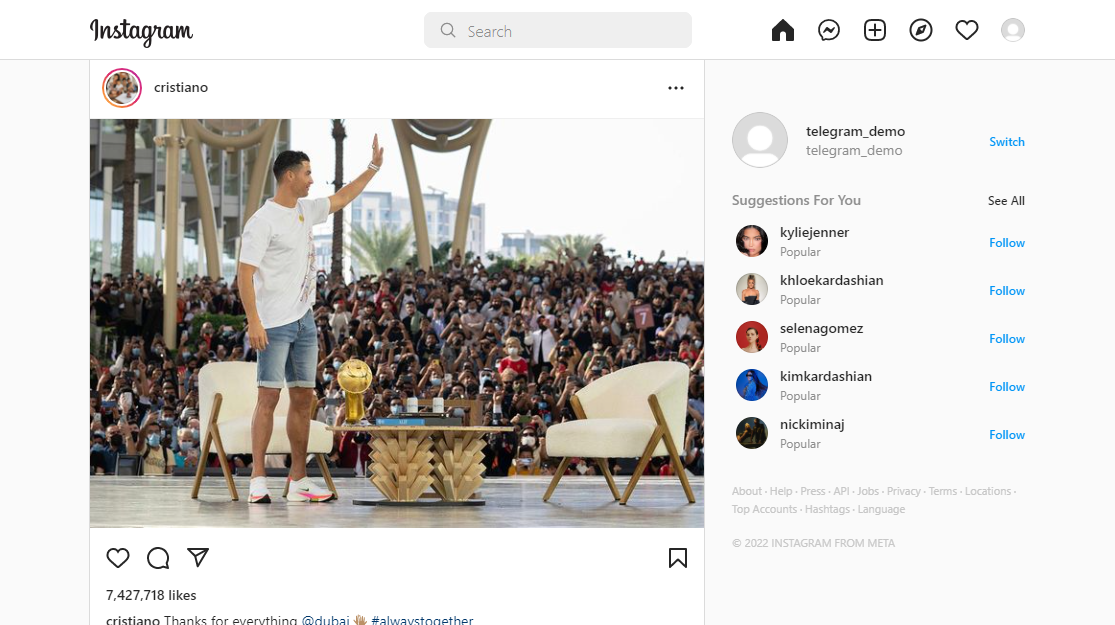 Instagram
Search
cristiano
7
7,427,718 likes
cristiano Thanks for everything @dubai 👋🏽 #alwaystogether
telegram_demo
telegram_demo
Switch
Suggestions For You
See All
kyliejenner
Popular
Follow
khloekardashian
Popular
Follow
selenagomez
Popular
Follow
kimkardashian
Popular
Follow
nickiminaj
Popular
Follow
About · Help · Press · API · Jobs · Privacy · Terms · Locations ·
Top Accounts · Hashtags · Language
© 2022 INSTAGRAM FROM META